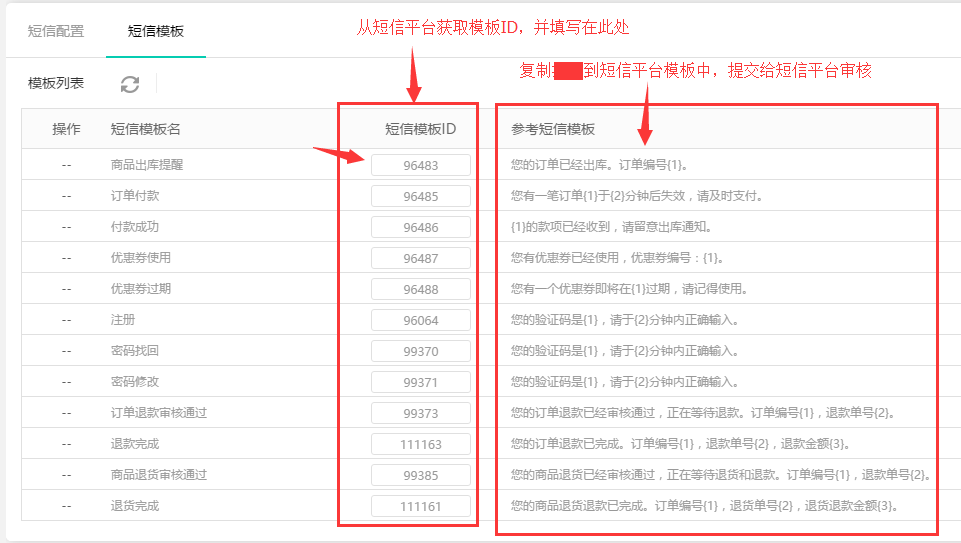 短信配置 短信模板
从短信平台获取模板ID，并填写在此处
模板列表
复制 到短信平台模板中，提交给短信平台审核
操作 短信模板名 短信模板ID 参考短信模板
-- 商品出库提醒 96483 您的订单已经出库。订单编号{1}。
-- 订单付款 96485 您有一笔订单{1}于{2}分钟后失效，请及时支付。
-- 付款成功 96486 {1}的款项已经收到，请留意出库通知。
-- 优惠券使用 96487 您有优惠券已经使用，优惠券编号：{1}。
-- 优惠券过期 96488 您有一个优惠券即将在{1}过期，请记得使用。
-- 注册 96064 您的验证码是{1}，请于{2}分钟内正确输入。
-- 密码找回 99370 您的验证码是{1}，请于{2}分钟内正确输入。
-- 密码修改 99371 您的验证码是{1}，请于{2}分钟内正确输入。
-- 订单退款审核通过 99373 您的订单退款已经审核通过，正在等待退款。订单编号{1}，退款单号{2}。
-- 退款完成 111163 您的订单退款已完成。订单编号{1}，退款单号{2}，退款金额{3}。
-- 商品退货审核通过 99385 您的商品退货已经审核通过，正在等待退货和退款。订单编号{1}，退款单号{2}。
-- 退货完成 111161 您的商品退货退款已完成。订单编号{1}，退货单号{2}，退货退款金额{3}。